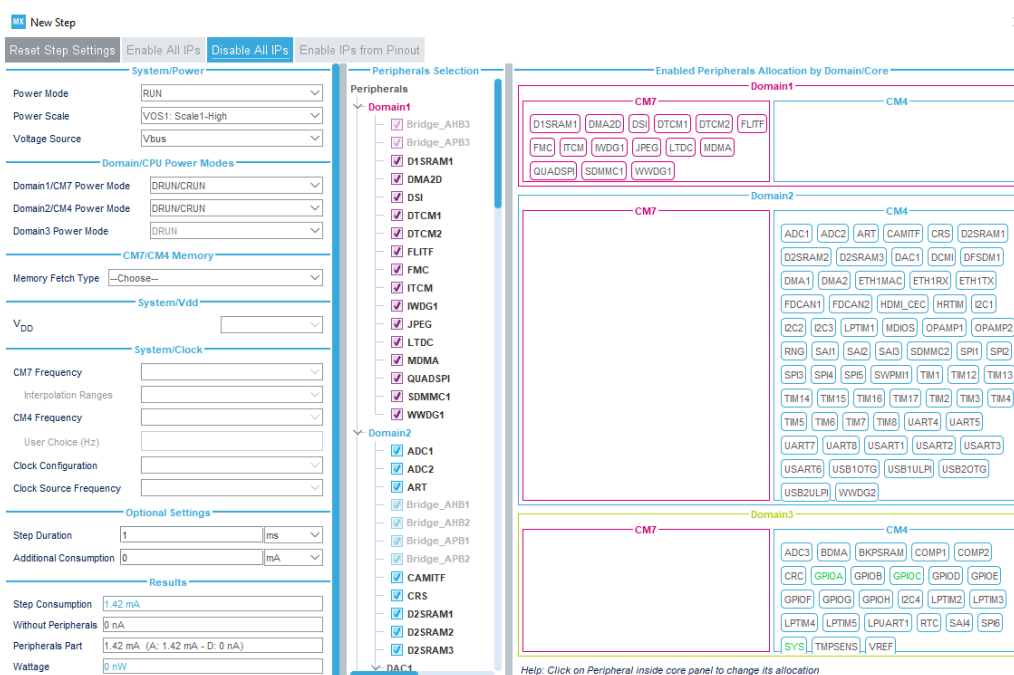 MX New Step
Reset Step Settings Enable All IPs Disable All IPs Enable IPs from Pinout
System/Power
Power Mode RUN
Power Scale VOS1: Scale1-High
Voltage Source Vbus
Domain/CPU Power Modes
Domain1/CM7 Power Mode DRUN/CRUN
Domain2/CM4 Power Mode DRUN/CRUN
Domain3 Power Mode DRUN
CM7/CM4 Memory
Memory Fetch Type --Choose--
System/Vdd
VDD
System/Clock
CM7 Frequency
Interpolation Ranges
CM4 Frequency
User Choice (Hz)
Clock Configuration
Clock Source Frequency
Optional Settings
Step Duration 1 ms
Additional Consumption 0 mA
Results
Step Consumption 1.42 mA
Without Peripherals 0 nA
Peripherals Part 1.42 mA (A: 1.42 mA - D: 0 nA)
Wattage 0 nW
Peripherals Selection
Peripherals
Domain1
Bridge_AHB3
Bridge_APB3
D1SRAM1
DMA2D
DSI
DTCM1
DTCM2
FLITF
FMC
ITCM
IWDG1
JPEG
LTDC
MDMA
QUADSPI
SDMMC1
WWDG1
Domain2
ADC1
ADC2
ART
Bridge_AHB1
Bridge_AHB2
Bridge_APB1
Bridge_APB2
CAMITF
CRS
D2SRAM1
D2SRAM2
D2SRAM3
DAC1
Enabled Peripherals Allocation by Domain/Core
Domain1
CM7
D1SRAM1 DMA2D DSI DTCM1 DTCM2 FLITF
FMC ITCM IWDG1 JPEG LTDC MDMA
QUADSPI SDMMC1 WWDG1
CM4
Domain2
CM7
CM4
ADC1 ADC2 ART CAMITF CRS D2SRAM1
D2SRAM2 D2SRAM3 DAC1 DCMI DFSDM1
DMA1 DMA2 ETH1MAC ETH1RX ETH1TX
FDCAN1 FDCAN2 HDMI_CEC HRTIM I2C1
I2C2 I2C3 LPTIM1 MDIOS OPAMP1 OPAMP2
RNG SAI1 SAI2 SAI3 SDMMC2 SPI1 SPI2
SPI3 SPI4 SPI5 SWPMI1 TIM1 TIM12 TIM13
TIM14 TIM15 TIM16 TIM17 TIM2 TIM3 TIM4
TIM5 TIM6 TIM7 TIM8 UART4 UART5
UART7 UART8 USART1 USART2 USART3
USART6 USB1OTG USB1ULPI USB2OTG
USB2ULPI WWDG2
Domain3
CM7
CM4
ADC3 BDMA BKPSRAM COMP1 COMP2
CRC GPIOA GPIOB GPIOC GPIOD GPIOE
GPIOF GPIOG GPIOH I2C4 LPTIM2 LPTIM3
LPTIM4 LPTIM5 LPUART1 RTC SAI4 SPI6
SYS TMPSENS VREF
Help: Click on Peripheral inside core panel to change its allocation